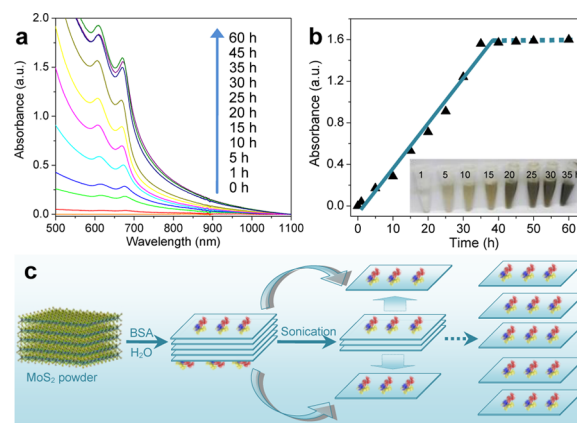 a
2.0
1.5
1.0
0.5
0.0
Absorbance (a.u.)
500 600 700 800 900 1000 1100
Wavelength (nm)
60 h
45 h
35 h
30 h
25 h
20 h
15 h
10 h
5 h
1 h
0 h
b
1.6
1.2
0.8
0.4
0.0
Absorbance (a.u.)
0 10 20 30 40 50 60
Time (h)
1 5 10 15 20 25 30 35 h
c
MoS₂ powder
BSA
H₂O
Sonication